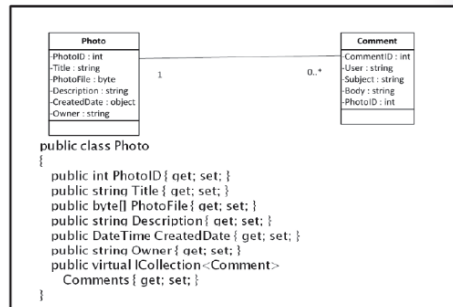 Photo
-PhotoID : int
-Title : string
-PhotoFile : byte
-Description : string
-CreatedDate : object
-Owner : string
1
0..*
Comment
-CommentID : int
-User : string
-Subject : string
-Body : string
-PhotoID : int
public class Photo
{
public int PhotoID { get; set; }
public string Title { get; set; }
public byte[] PhotoFile { get; set; }
public string Description { get; set; }
public DateTime CreatedDate { get; set; }
public string Owner { get; set; }
public virtual ICollection<Comment>
Comments { get; set; }
}